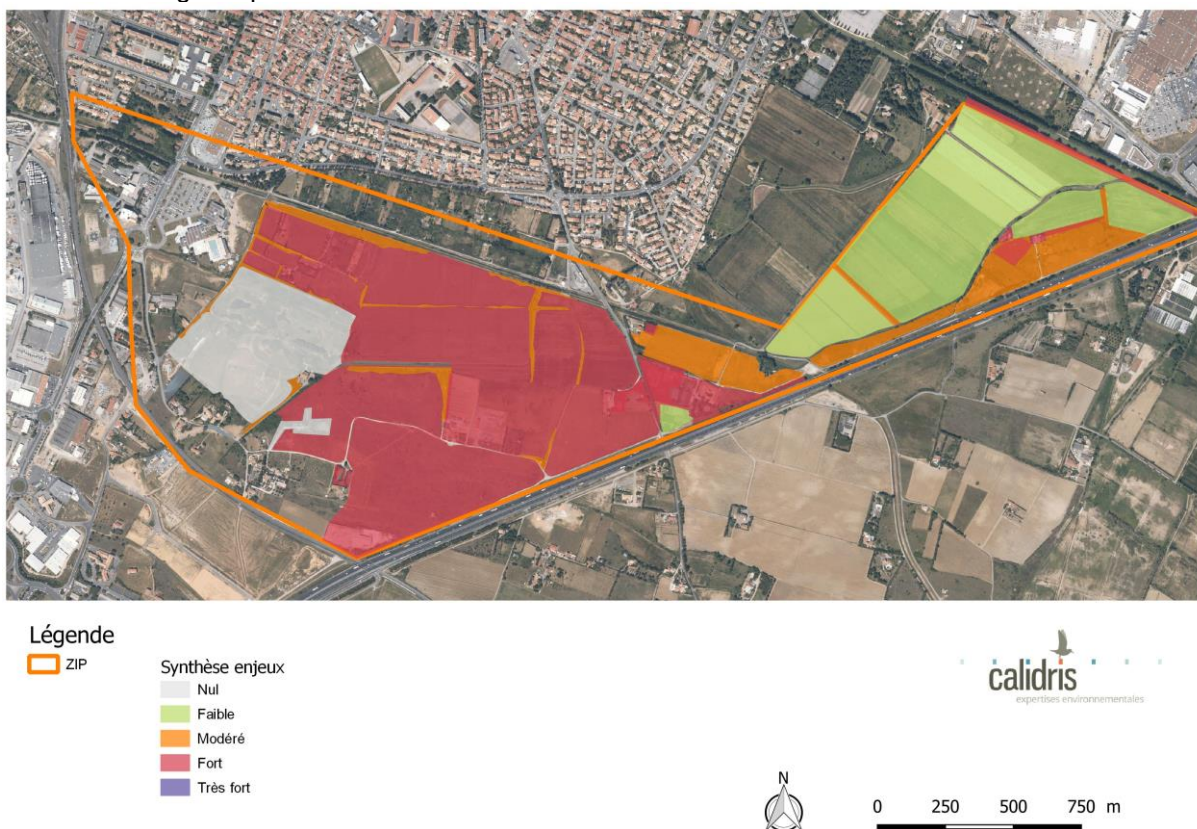 Légende
ZIP
Synthèse enjeux
Nul
Faible
Modéré
Fort
Très fort
calidris
expertises environnementales
N
0 250 500 750 m